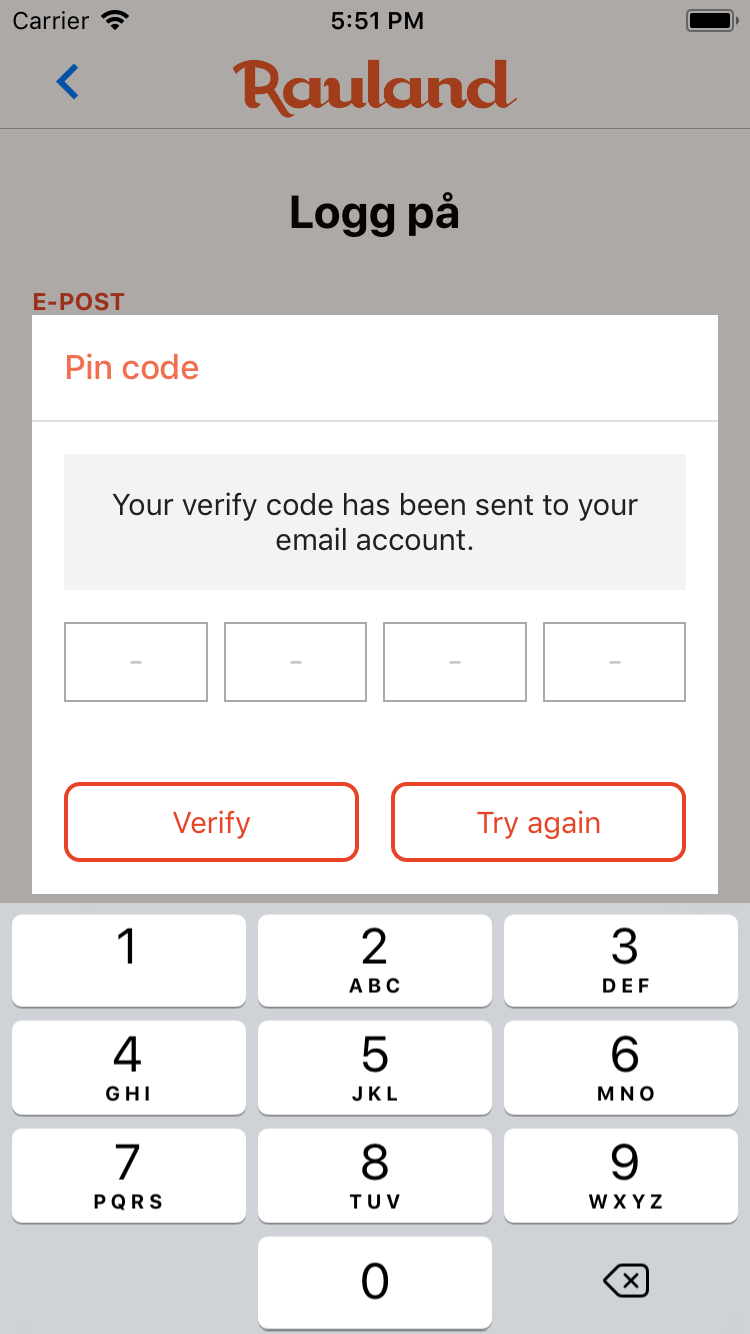 Carrier 5:51 PM
Rauland
Logg på
E-POST
Pin code
Your verify code has been sent to your
email account.
- - - -
Verify Try again
1 2 3
ABC DEF
4 5 6
GHI JKL MNO
7 8 9
PQRS TUV WXYZ
0